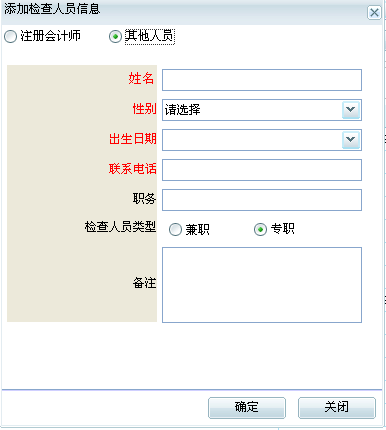 添加检查人员信息
注册会计师 其他人员
姓名
性别 请选择
出生日期
联系电话
职务
检查人员类型 兼职 专职
备注
确定 关闭